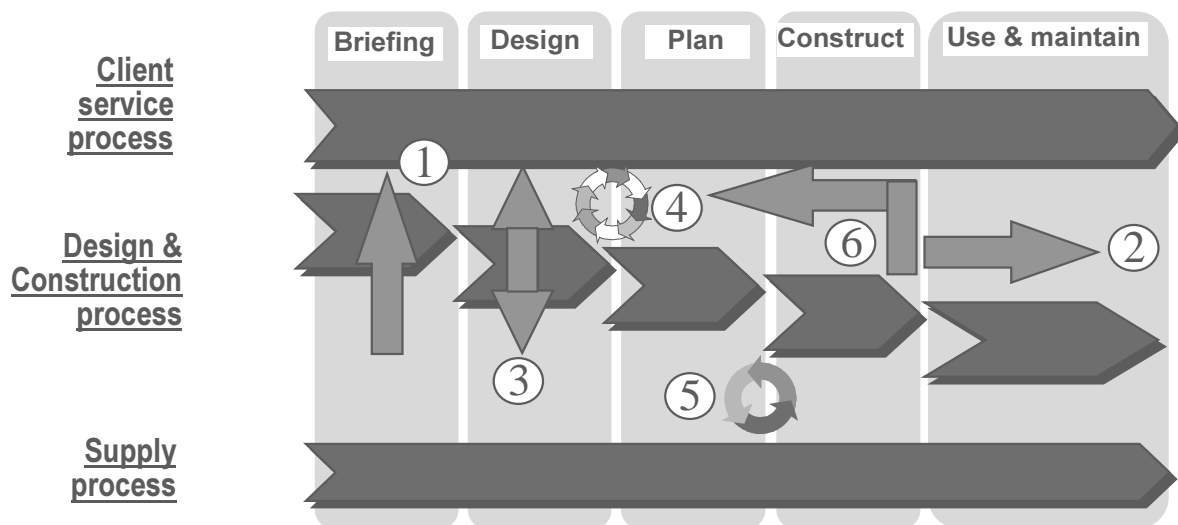 Briefing
Design
Plan
Construct
Use & maintain
Client
service
process
1
4
6
2
Design &
Construction
process
3
5
Supply
process